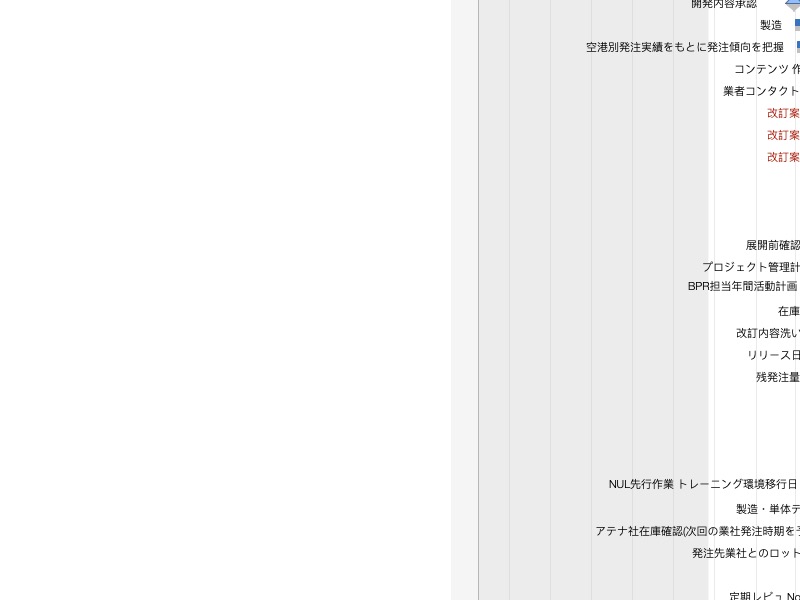 開発内容承認
製造
空港別発注実績をもとに発注傾向を把握
コンテンツ 作
業者コンタクト
改訂案
改訂案
改訂案
展開前確認
プロジェクト管理計
BPR担当年間活動計画
在庫
改訂内容洗い
リリース日
残発注量
NUL先行作業 トレーニング環境移行日
製造・単体テ
アテナ社在庫確認(次回の業社発注時期を予
発注先業社とのロット
定期レビュ No